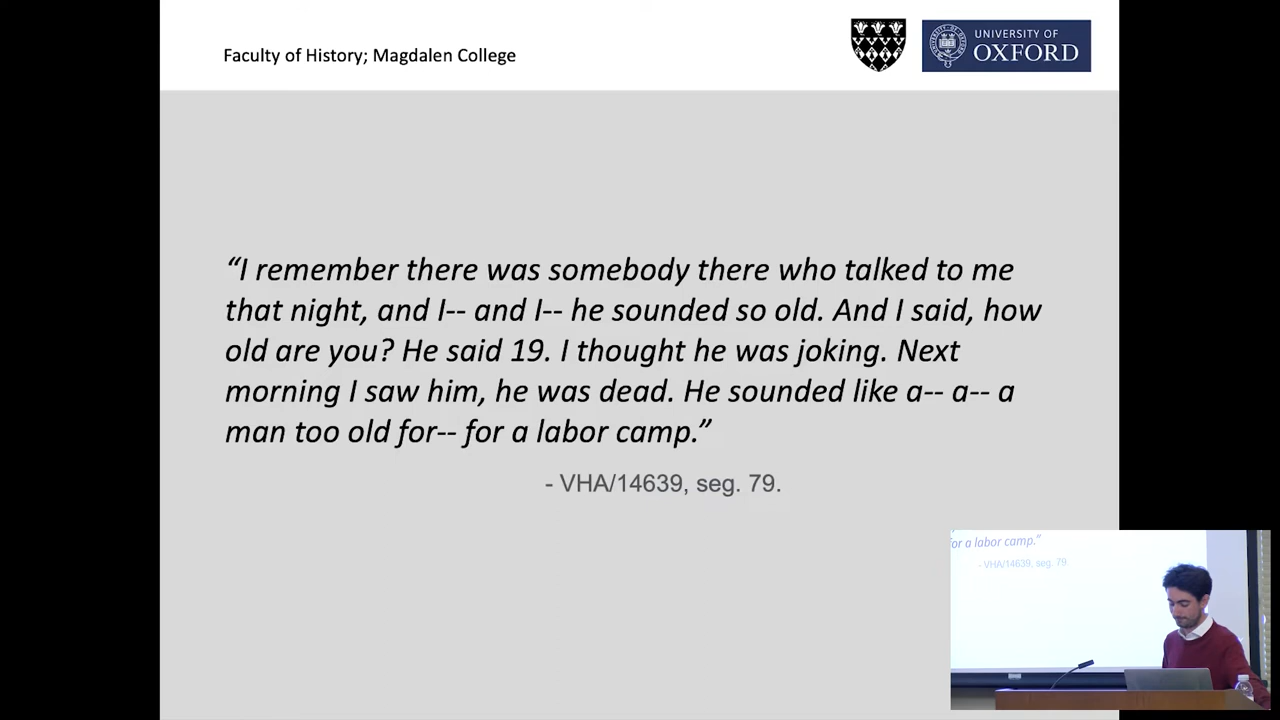 Faculty of History; Magdalen College
UNIVERSITY OF
OXFORD
“I remember there was somebody there who talked to me
that night, and I-- and I-- he sounded so old. And I said, how
old are you? He said 19. I thought he was joking. Next
morning I saw him, he was dead. He sounded like a-- a-- a
man too old for-- for a labor camp.”
- VHA/14639, seg. 79.
for a labor camp.”
- VHA/14639, seg. 79